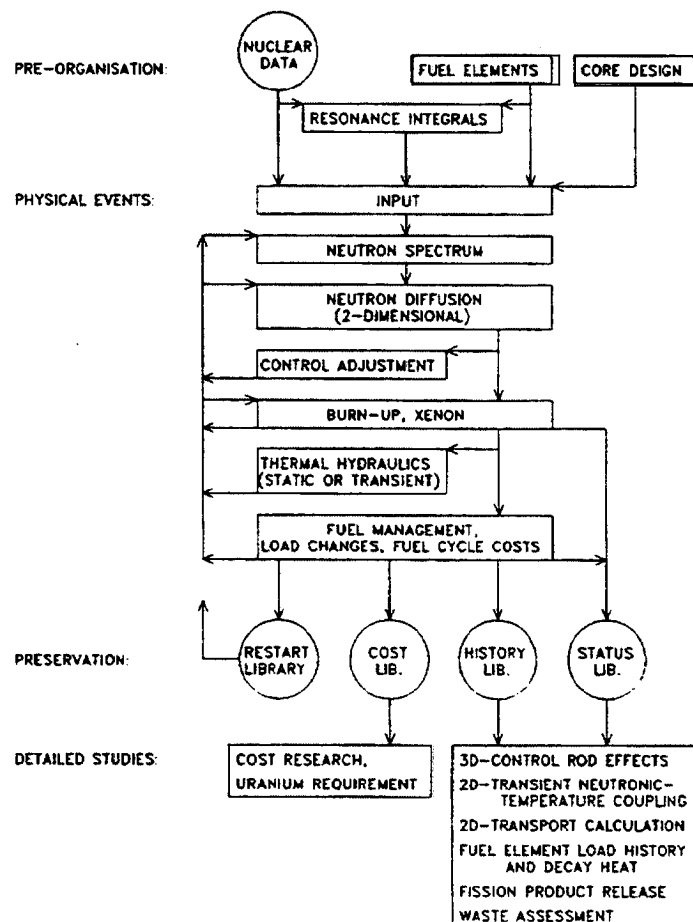 NUCLEAR
DATA
PRE-ORGANISATION:
FUEL ELEMENTS
CORE DESIGN
RESONANCE INTEGRALS
PHYSICAL EVENTS:
INPUT
NEUTRON SPECTRUM
NEUTRON DIFFUSION
(2-DIMENSIONAL)
CONTROL ADJUSTMENT
BURN-UP, XENON
THERMAL HYDRAULICS
(STATIC OR TRANSIENT)
FUEL MANAGEMENT,
LOAD CHANGES, FUEL CYCLE COSTS
PRESERVATION:
RESTART
LIBRARY
COST
LIB.
HISTORY
LIB.
STATUS
LIB.
DETAILED STUDIES:
COST RESEARCH,
URANIUM REQUIREMENT
3D-CONTROL ROD EFFECTS
2D-TRANSIENT NEUTRONIC-
TEMPERATURE COUPLING
2D-TRANSPORT CALCULATION
FUEL ELEMENT LOAD HISTORY
AND DECAY HEAT
FISSION PRODUCT RELEASE
WASTE ASSESSMENT